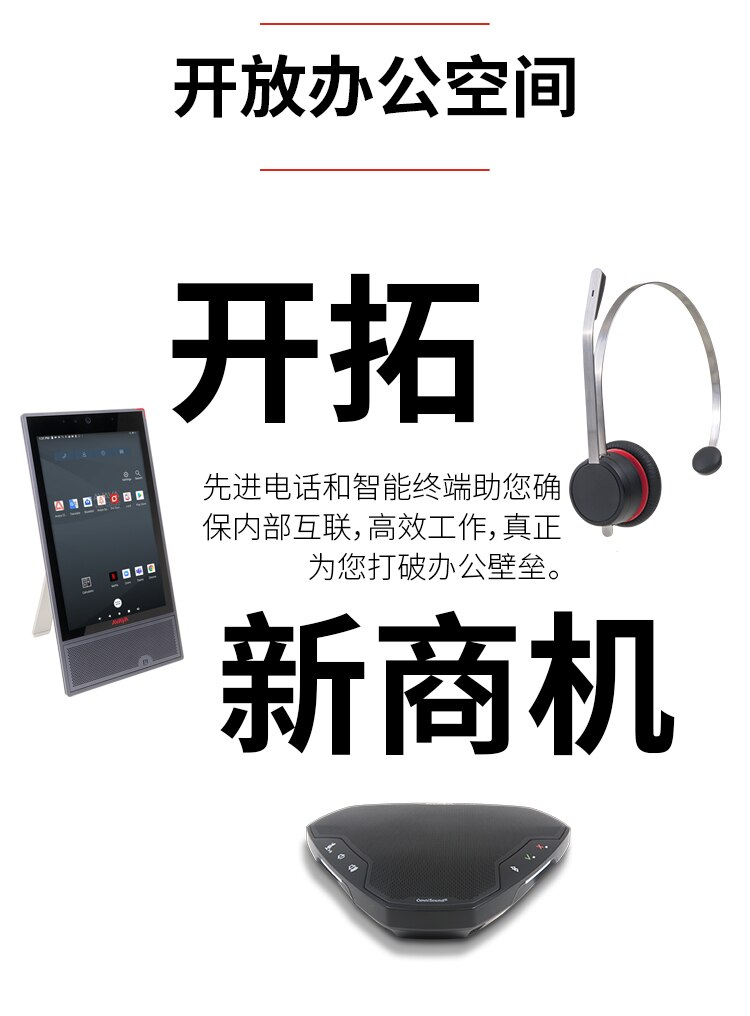 开放办公空间
开拓
先进电话和智能终端助您确
保内部互联,高效工作,真正
为您打破办公壁垒。
新商机
AVAYA
OmniSound®